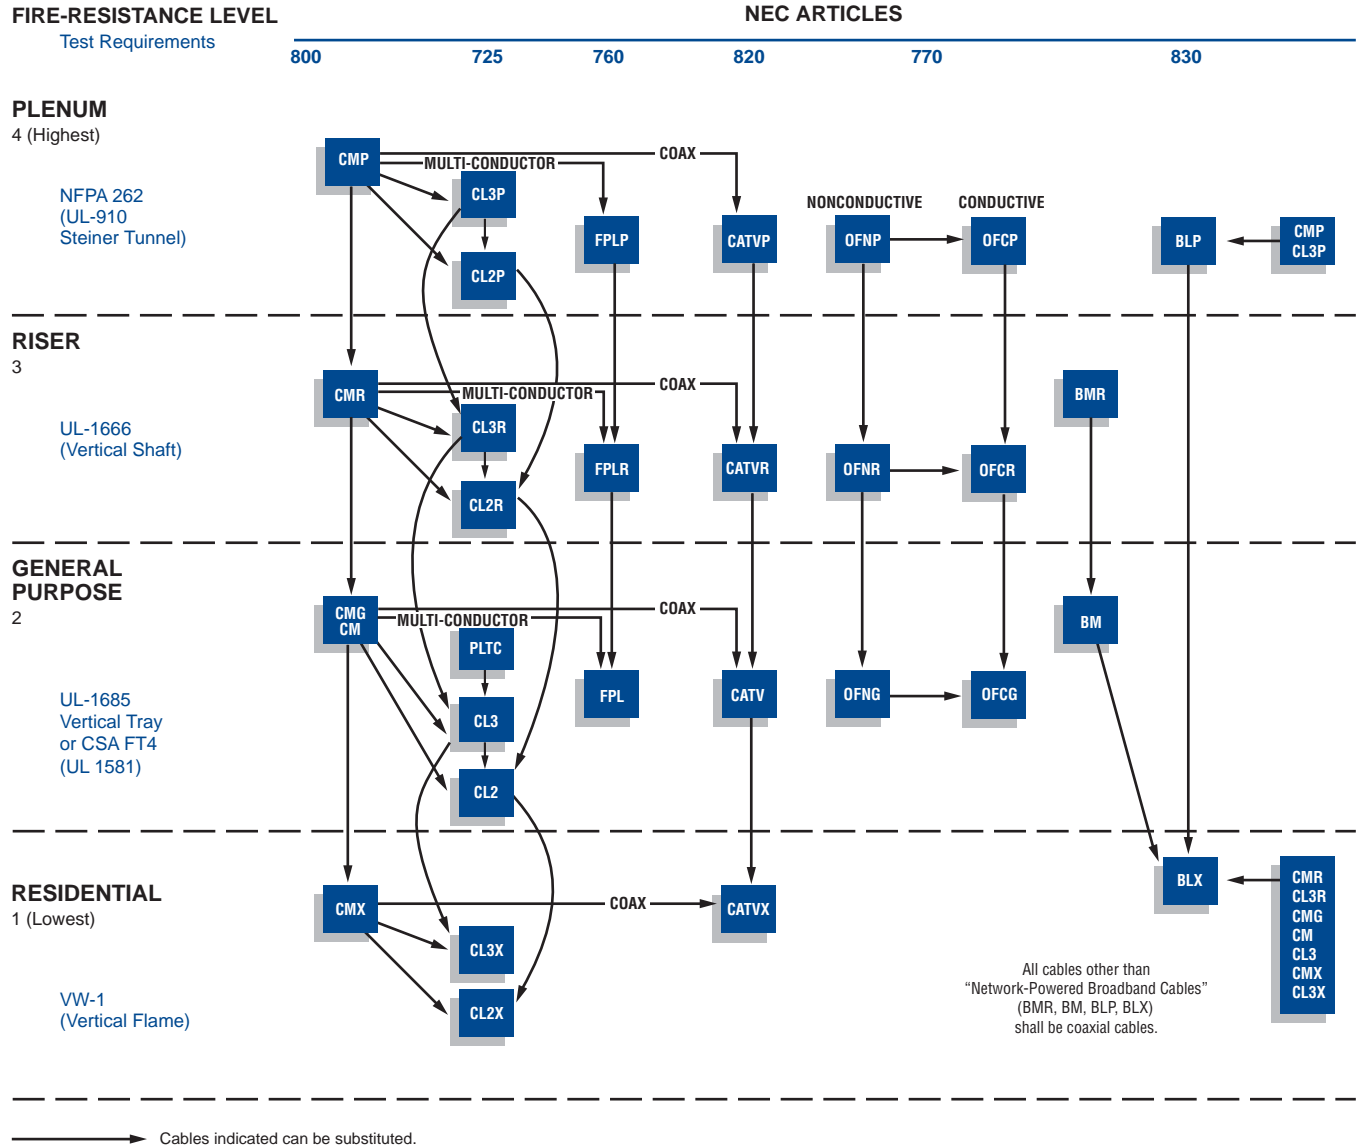 FIRE-RESISTANCE LEVEL
NEC ARTICLES
Test Requirements
800 725 760 820 770 830
PLENUM
4 (Highest)
NFPA 262
(UL-910
Steiner Tunnel)
CMP
MULTI-CONDUCTOR
COAX
CL3P
CL2P
FPLP
CATVP
NONCONDUCTIVE
CONDUCTIVE
OFNP
OFCP
BLP
CMP
CL3P
RISER
3
UL-1666
(Vertical Shaft)
CMR
MULTI-CONDUCTOR
COAX
CL3R
CL2R
FPLR
CATVR
OFNR
OFCR
BMR
GENERAL
PURPOSE
2
UL-1685
Vertical Tray
or CSA FT4
(UL 1581)
CMG
CM
MULTI-CONDUCTOR
COAX
PLTC
CL3
CL2
FPL
CATV
OFNG
OFCG
BM
RESIDENTIAL
1 (Lowest)
VW-1
(Vertical Flame)
CMX
COAX
CL3X
CL2X
CATVX
BLX
CMR
CL3R
CMG
CM
CL3
CMX
CL3X
All cables other than
“Network-Powered Broadband Cables”
(BMR, BM, BLP, BLX)
shall be coaxial cables.
Cables indicated can be substituted.